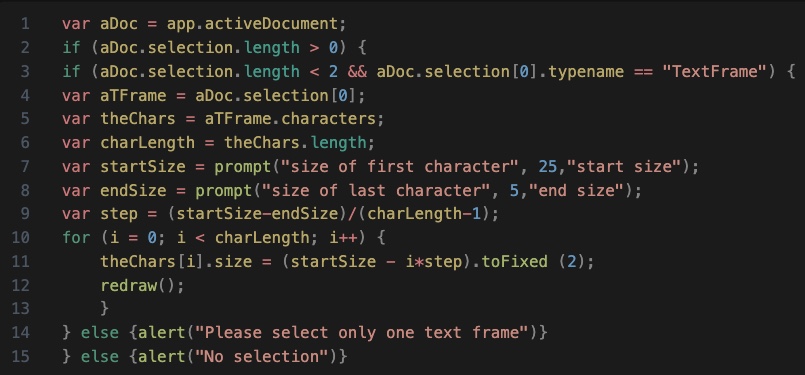 1 var aDoc = app.activeDocument;
2 if (aDoc.selection.length > 0) {
3 if (aDoc.selection.length < 2 && aDoc.selection[0].typename == "TextFrame") {
4 var aTFrame = aDoc.selection[0];
5 var theChars = aTFrame.characters;
6 var charLength = theChars.length;
7 var startSize = prompt("size of first character", 25,"start size");
8 var endSize = prompt("size of last character", 5,"end size");
9 var step = (startSize-endSize)/(charLength-1);
10 for (i = 0; i < charLength; i++) {
11     theChars[i].size = (startSize - i*step).toFixed (2);
12     redraw();
13     }
14 } else {alert("Please select only one text frame")}
15 } else {alert("No selection")}